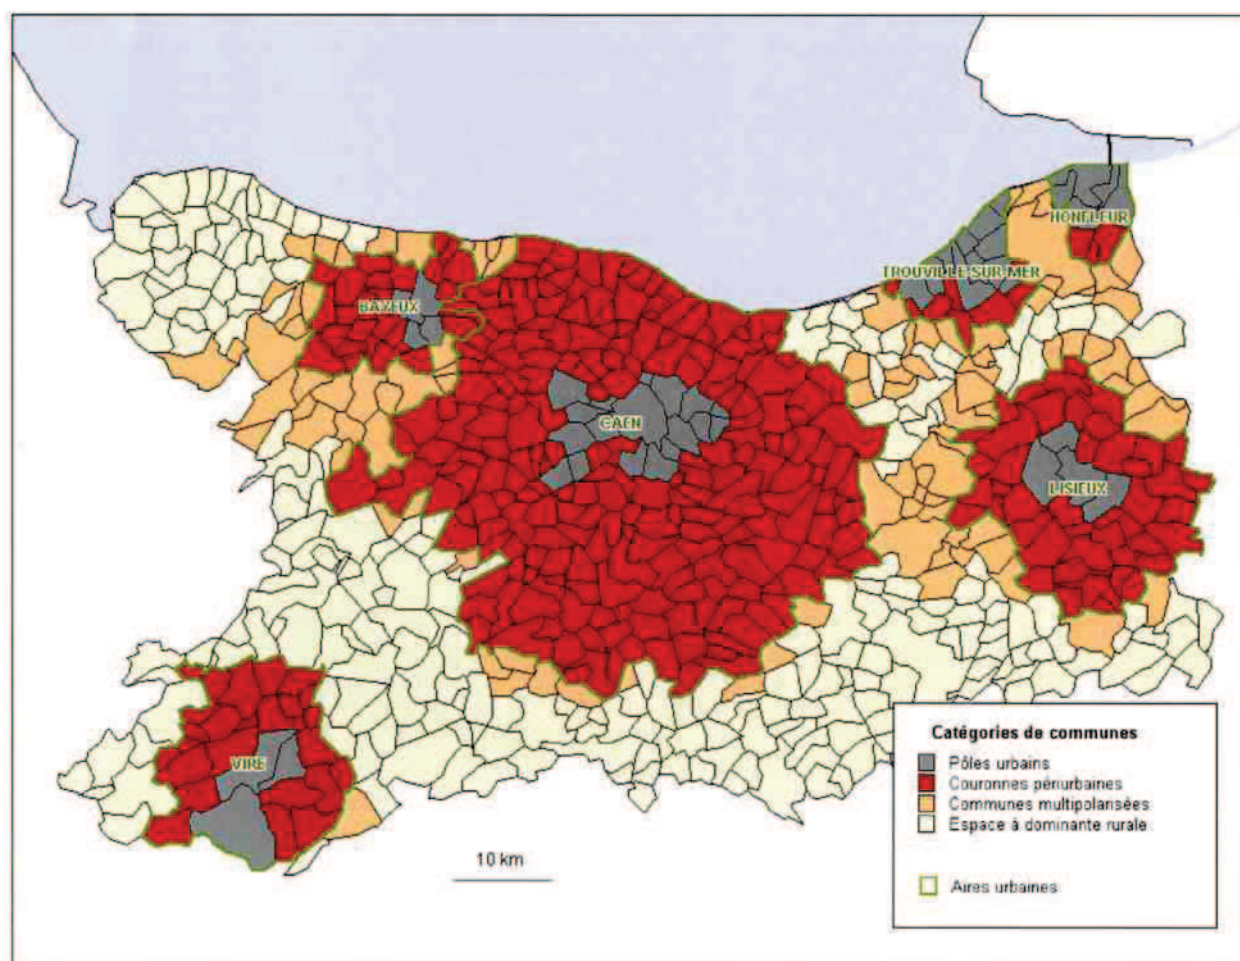 HONFLEUR
TROUVILLE-SUR-MER
BAYEUX
CAEN
LISIEUX
VIRE
Catégories de communes
Pôles urbains
Couronnes périurbaines
Communes multipolarisées
Espace à dominante rurale
Aires urbaines
10 km